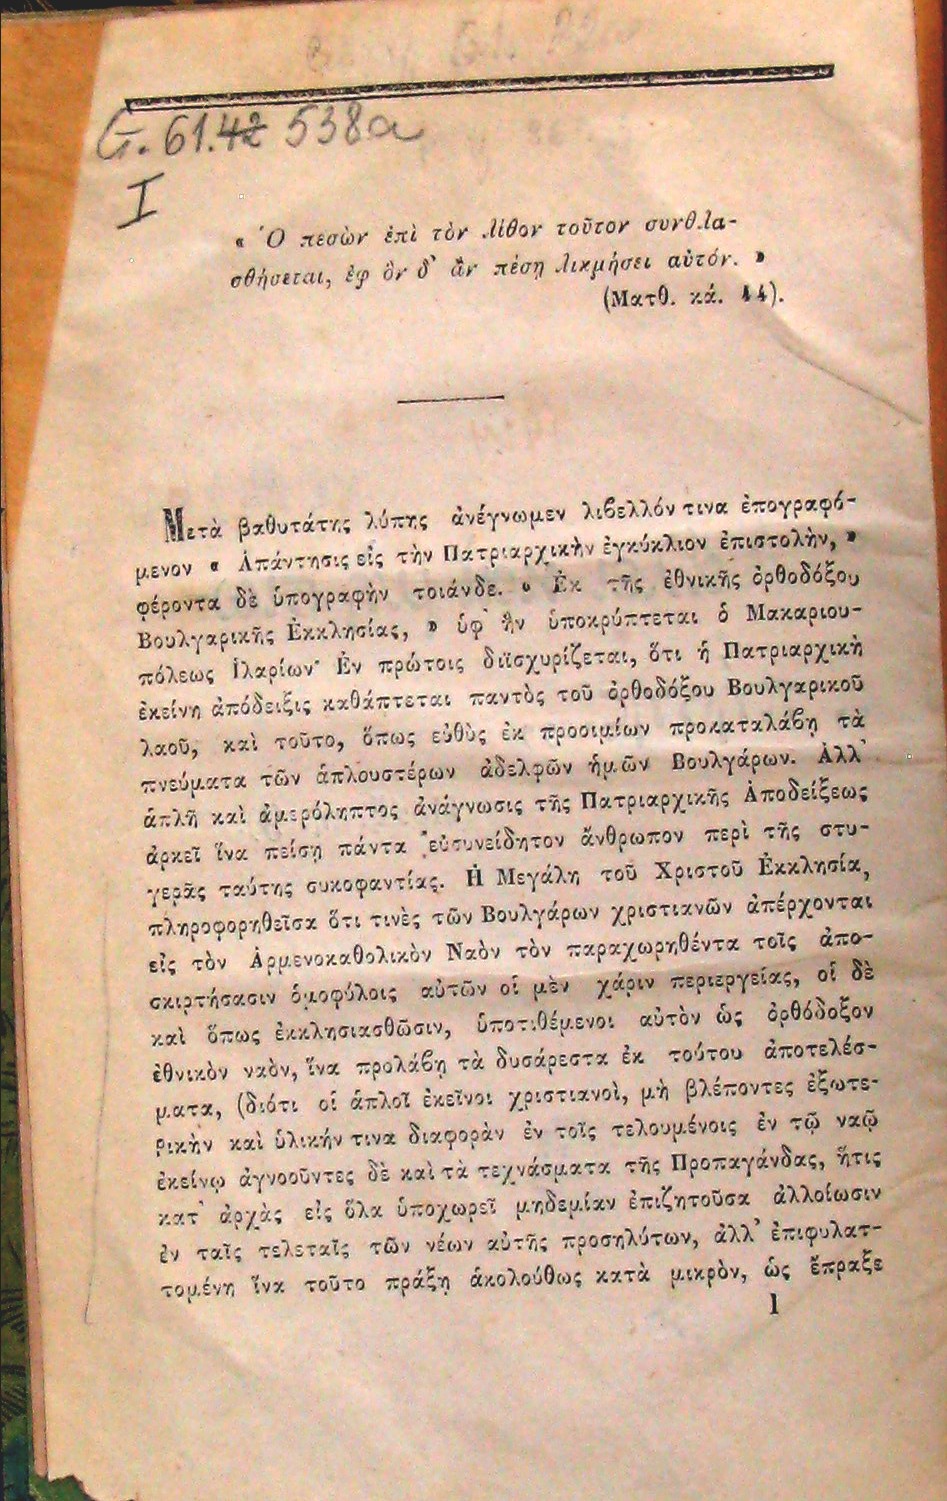 G. 61.42 538a
I
« Ὁ πεσὼν ἐπὶ τὸν λίθον τοῦτον συνθλα-
σθήσεται, ἐφ ὃν δ' ἂν πέσῃ λικμήσει αὐτόν. »
(Ματθ. κά. 44).
Μετὰ βαθυτάτης λύπης ἀνέγνωμεν λιβελλόν τινα ἐπογραφό-
μενον « Ἀπάντησις εἰς τὴν Πατριαρχικὴν ἐγκύκλιον ἐπιστολὴν, »
φέροντα δὲ ὑπογραφὴν τοιάνδε. « Ἐκ τῆς ἐθνικῆς ὀρθοδόξου
Βουλγαρικῆς Ἐκκλησίας, » ὑφ' ἣν ὑποκρύπτεται ὁ Μακαριου-
πόλεως Ἱλαρίων· Ἐν πρώτοις διϊσχυρίζεται, ὅτι ἡ Πατριαρχικὴ
ἐκείνη ἀπόδειξις καθάπτεται παντὸς τοῦ ὀρθοδόξου Βουλγαρικοῦ
λαοῦ, καὶ τοῦτο, ὅπως εὐθὺς ἐκ προοιμίων προκαταλάβῃ τὰ
πνεύματα τῶν ἁπλουστέρων ἀδελφῶν ἡμῶν Βουλγάρων. Ἀλλ'
ἁπλῆ καὶ ἀμερόληπτος ἀνάγνωσις τῆς Πατριαρχικῆς Ἀποδείξεως
ἀρκεῖ ἵνα πείσῃ πάντα εὐσυνείδητον ἄνθρωπον περὶ τῆς στυ-
γερᾶς ταύτης συκοφαντίας. Ἡ Μεγάλη τοῦ Χριστοῦ Ἐκκλησία,
πληροφορηθεῖσα ὅτι τινὲς τῶν Βουλγάρων χριστιανῶν ἀπέρχονται
εἰς τὸν Ἀρμενοκαθολικὸν Ναὸν τὸν παραχωρηθέντα τοῖς ἀπο-
σκιρτήσασιν ὁμοφύλοις αὐτῶν οἱ μὲν χάριν περιεργείας, οἱ δὲ
καὶ ὅπως ἐκκλησιασθῶσιν, ὑποτιθέμενοι αὐτὸν ὡς ὀρθόδοξον
ἐθνικὸν ναὸν, ἵνα προλάβῃ τὰ δυσάρεστα ἐκ τούτου ἀποτελέσ-
ματα, (διότι οἱ ἁπλοῖ ἐκεῖνοι χριστιανοὶ, μὴ βλέποντες ἐξωτε-
ρικὴν καὶ ὑλικήν τινα διαφορὰν ἐν τοῖς τελουμένοις ἐν τῷ ναῷ
ἐκείνῳ ἀγνοοῦντες δὲ καὶ τὰ τεχνάσματα τῆς Προπαγάνδας, ἥτις
κατ' ἀρχὰς εἰς ὅλα ὑποχωρεῖ μηδεμίαν ἐπιζητοῦσα ἀλλοίωσιν
ἐν ταῖς τελεταῖς τῶν νέων αὐτῆς προσηλύτων, ἀλλ' ἐπιφυλατ-
τομένη ἵνα τοῦτο πράξῃ ἀκολούθως κατὰ μικρὸν, ὡς ἔπραξε
1